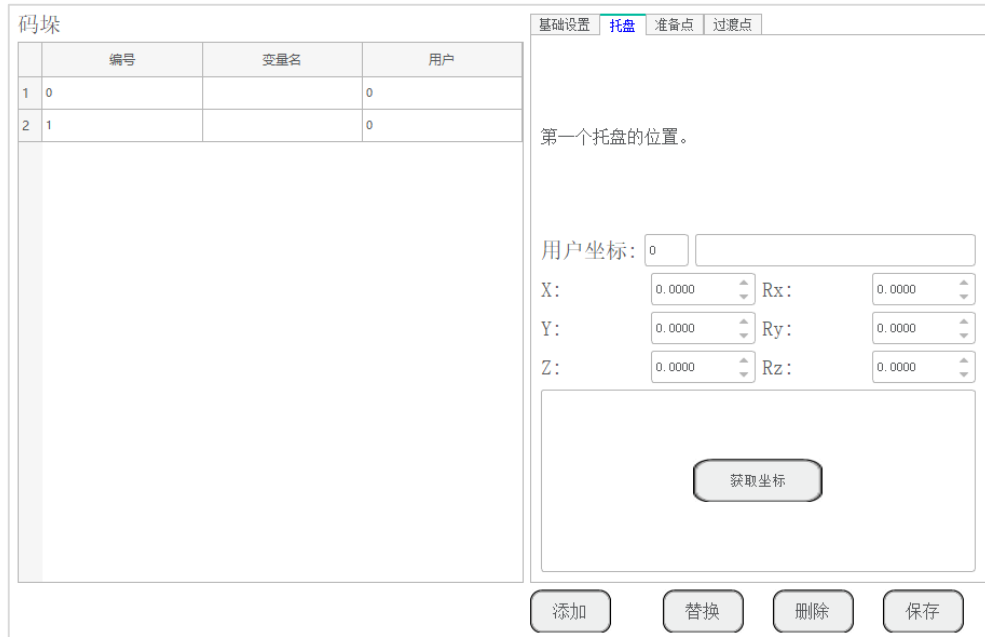 码垛
编号 变量名 用户
1 0 0
2 1 0
基础设置 托盘 准备点 过渡点
第一个托盘的位置。
用户坐标: 0
X: 0.0000 Rx: 0.0000
Y: 0.0000 Ry: 0.0000
Z: 0.0000 Rz: 0.0000
获取坐标
添加 替换 删除 保存